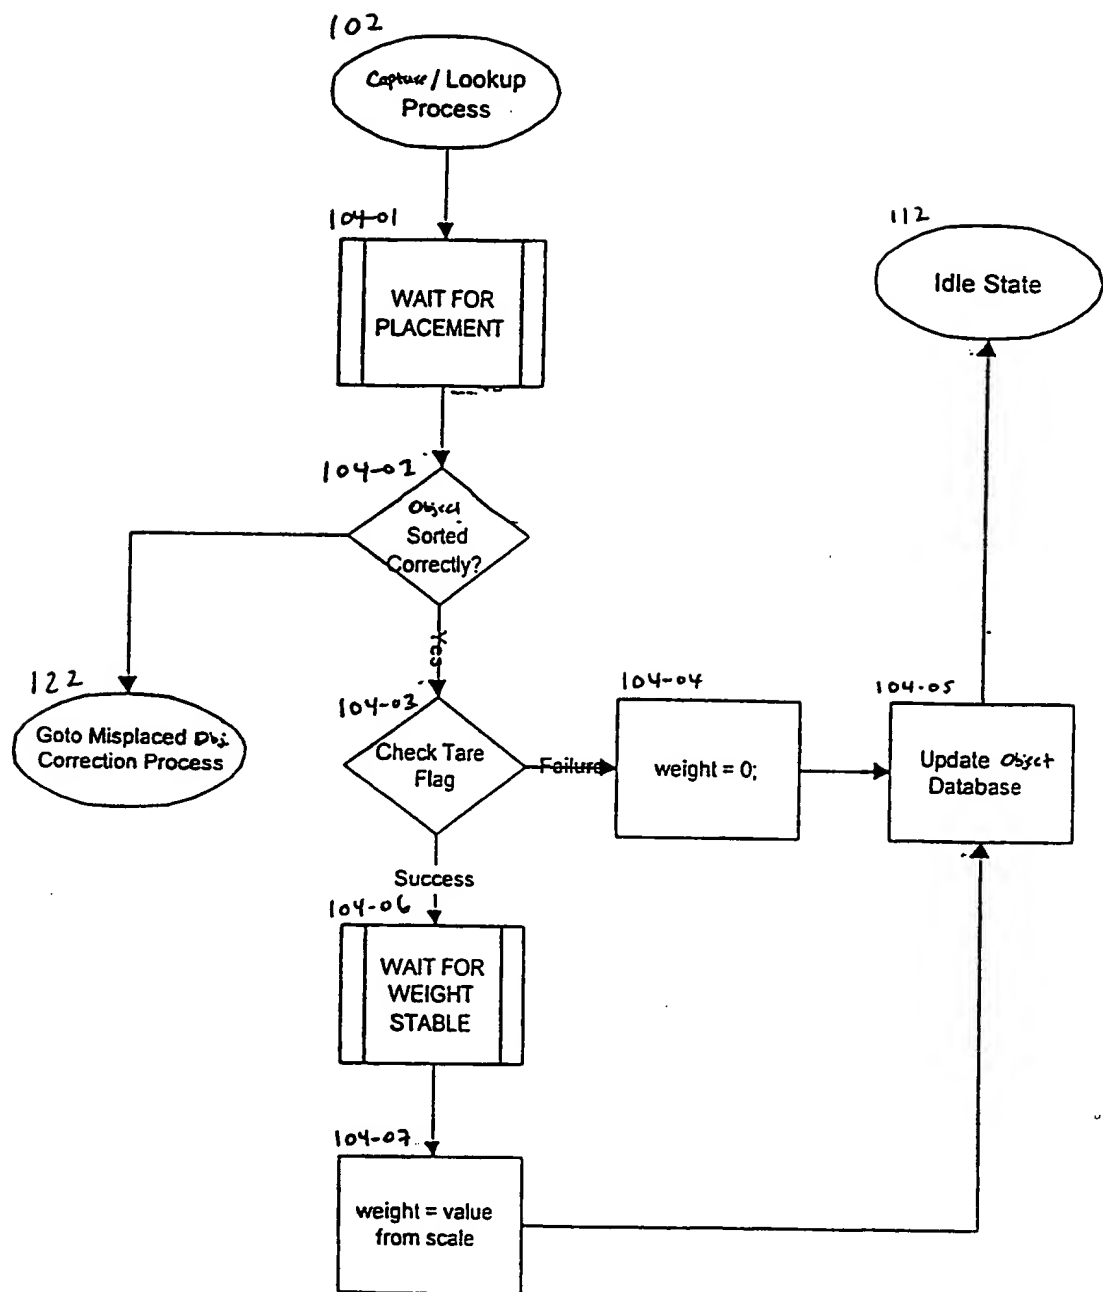 102
Capture / Lookup
Process
104-01
WAIT FOR
PLACEMENT
112
Idle State
104-02
Object
Sorted
Correctly?
Yes
122
Goto Misplaced Obj
Correction Process
104-03
Check Tare
Flag
Failure
104-04
weight = 0;
104-05
Update Object
Database
Success
104-06
WAIT FOR
WEIGHT
STABLE
104-07
weight = value
from scale